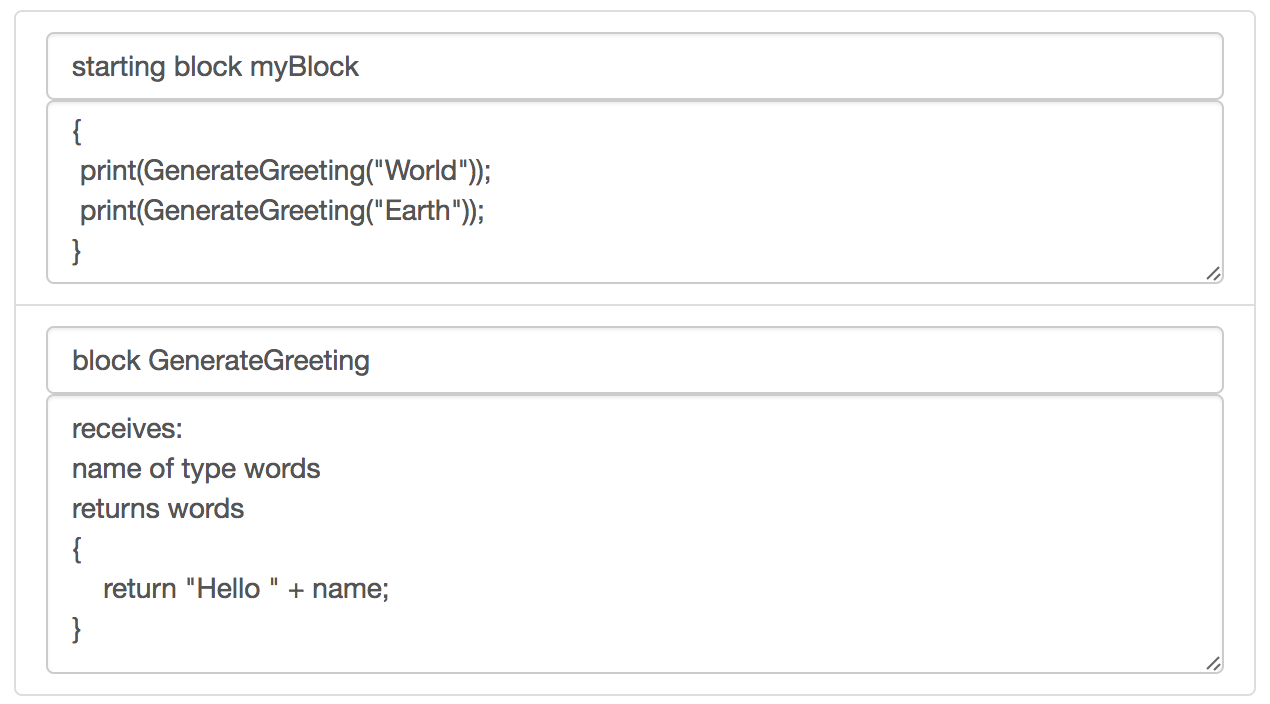 starting block myBlock
{
 print(GenerateGreeting("World"));
 print(GenerateGreeting("Earth"));
}
block GenerateGreeting
receives:
name of type words
returns words
{
    return "Hello " + name;
}